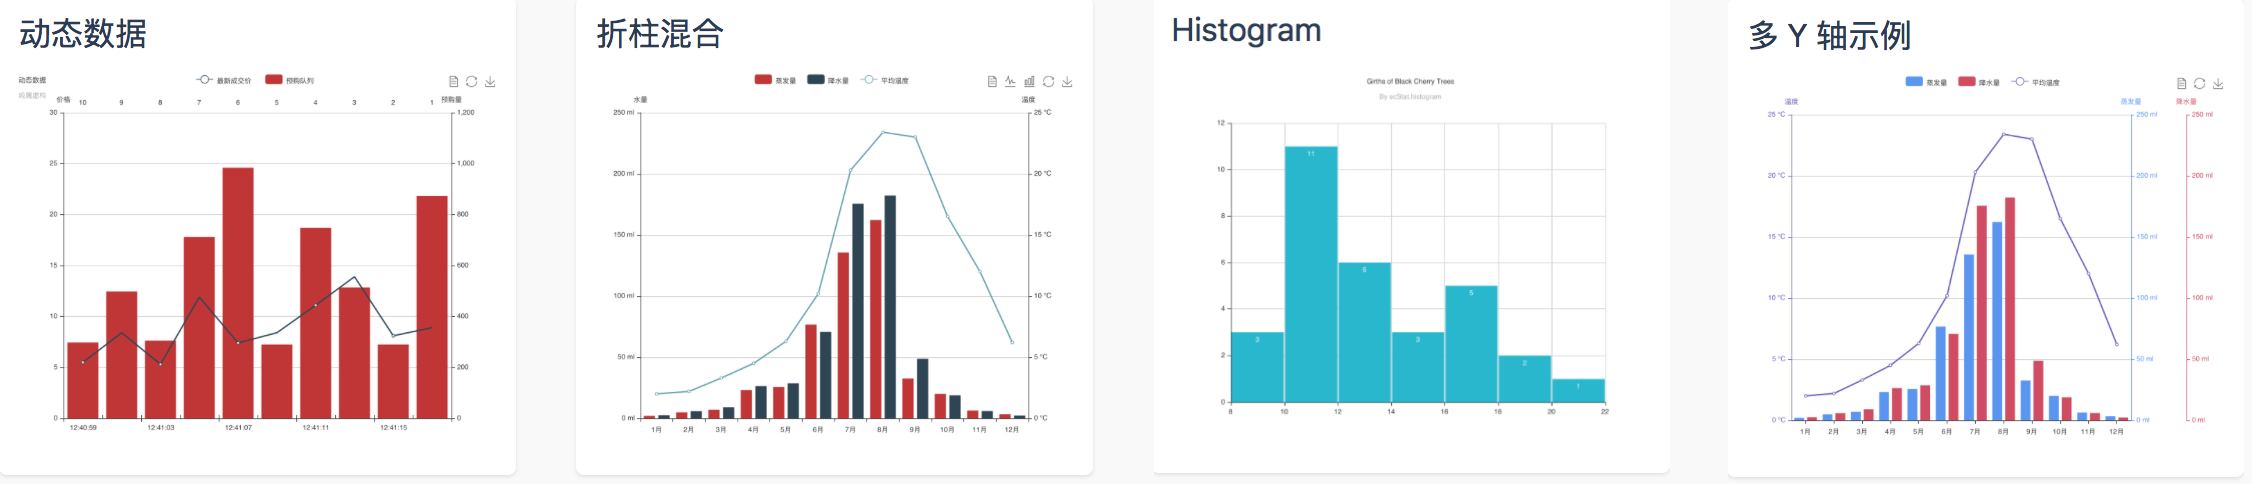 动态数据
动态数据
纯属虚构
最新成交价 预购队列
价格 10 9 8 7 6 5 4 3 2 1 预购量
30 1,200
25 1,000
20 800
15 600
10 400
5 200
0 0
12:40:59 12:41:03 12:41:07 12:41:11 12:41:15
折柱混合
蒸发量 降水量 平均温度
水量 温度
250 ml 25 °C
200 ml 20 °C
150 ml 15 °C
100 ml 10 °C
50 ml 5 °C
0 ml 0 °C
1月 2月 3月 4月 5月 6月 7月 8月 9月 10月 11月 12月
Histogram
Girths of Black Cherry Trees
By ecStat.histogram
12
11
10
8
6
6
5
4
3 3
2
2
1
0
8 10 12 14 16 18 20 22
多 Y 轴示例
蒸发量 降水量 平均温度
温度 蒸发量 降水量
25 °C 250 ml 250 ml
20 °C 200 ml 200 ml
15 °C 150 ml 150 ml
10 °C 100 ml 100 ml
5 °C 50 ml 50 ml
0 °C 0 ml 0 ml
1月 2月 3月 4月 5月 6月 7月 8月 9月 10月 11月 12月